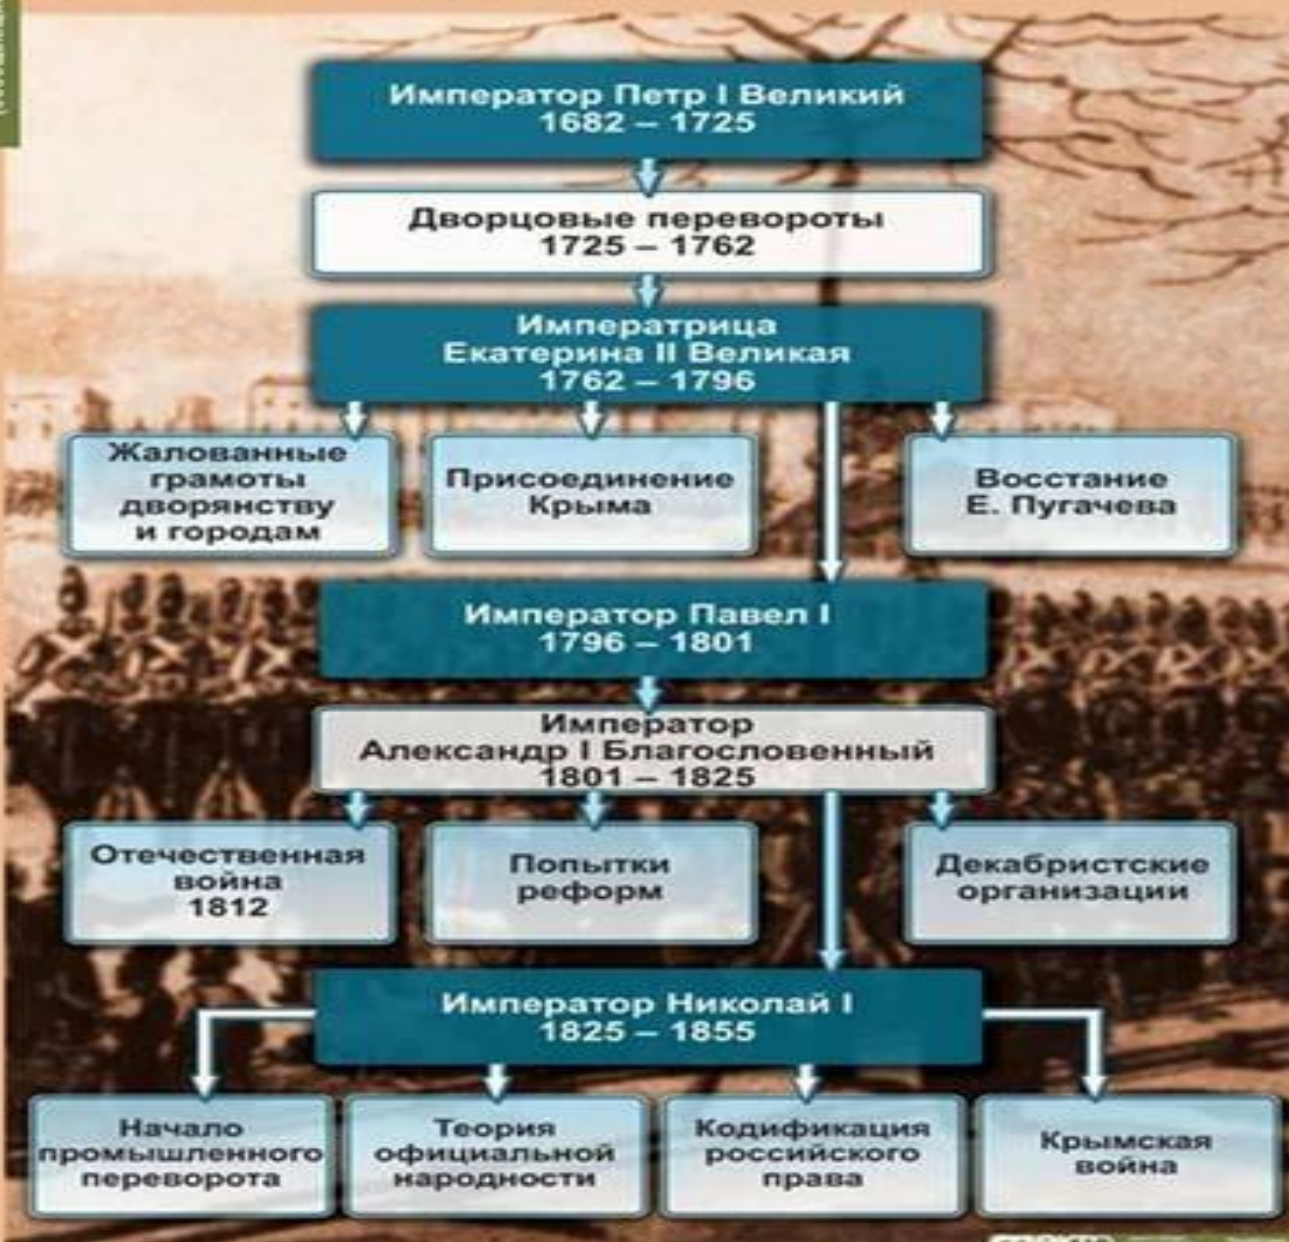 Император Петр I Великий
1682 – 1725
Дворцовые перевороты
1725 – 1762
Императрица
Екатерина II Великая
1762 – 1796
Жалованные
грамоты
дворянству
и городам
Присоединение
Крыма
Восстание
Е. Пугачева
Император Павел I
1796 – 1801
Император
Александр I Благословенный
1801 – 1825
Отечественная
война
1812
Попытки
реформ
Декабристские
организации
Император Николай I
1825 – 1855
Начало
промышленного
переворота
Теория
официальной
народности
Кодификация
российского
права
Крымская
война